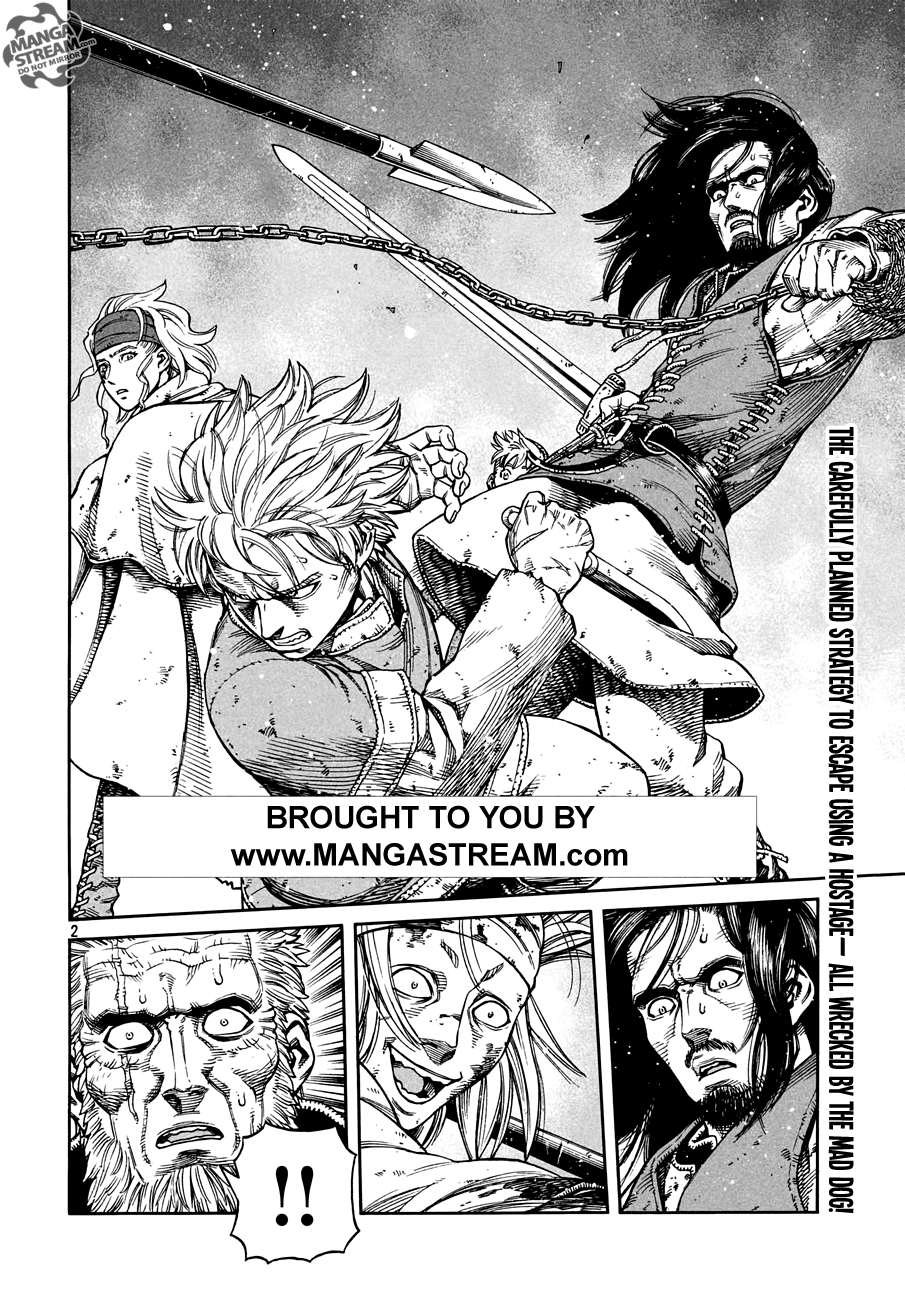 MANGA
STREAM.com
DO NOT MIRROR
THE CAREFULLY PLANNED STRATEGY TO ESCAPE USING A HOSTAGE— ALL WRECKED BY THE MAD DOG!
BROUGHT TO YOU BY
www.MANGASTREAM.com
2
!!